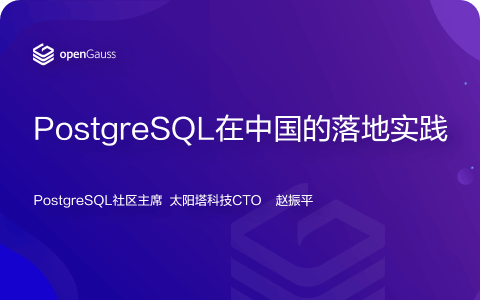 openGauss
PostgreSQL在中国的落地实践
PostgreSQL社区主席 太阳塔科技CTO 赵振平